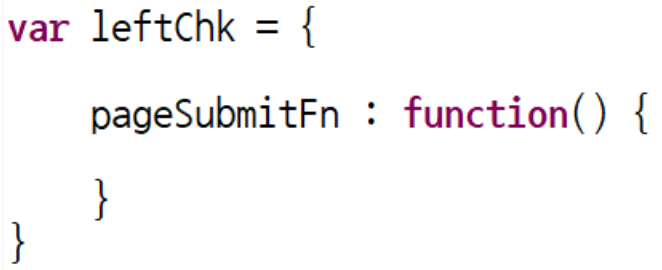 var leftChk = {
pageSubmitFn : function() {
}
}